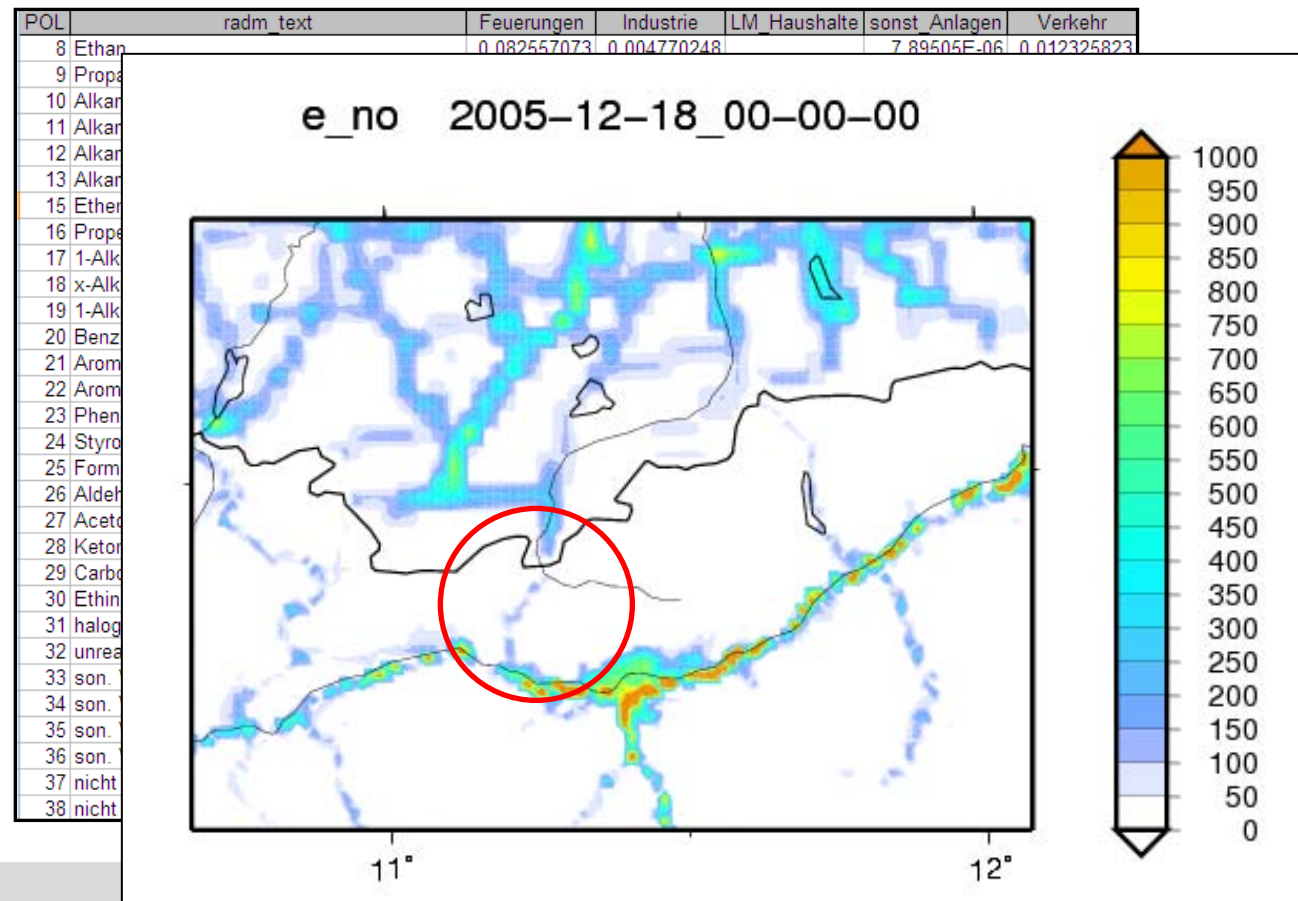 POL radm_text Feuerungen Industrie LM_Haushalte sonst_Anlagen Verkehr
8 Ethan 0.082557073 0.004770248 7.89505E-06 0.012325823
9 Propa
10 Alkan
11 Alkan
12 Alkan
13 Alkan
15 Ether
16 Prope
17 1-Alk
18 x-Alk
19 1-Alk
20 Benz
21 Arom
22 Arom
23 Phen
24 Styro
25 Form
26 Aldeh
27 Aceto
28 Keton
29 Carbo
30 Ethin
31 halog
32 unrea
33 son.
34 son.
35 son.
36 son.
37 nicht
38 nicht
e_no 2005-12-18_00-00-00
1000
950
900
850
800
750
700
650
600
550
500
450
400
350
300
250
200
150
100
50
0
11° 12°